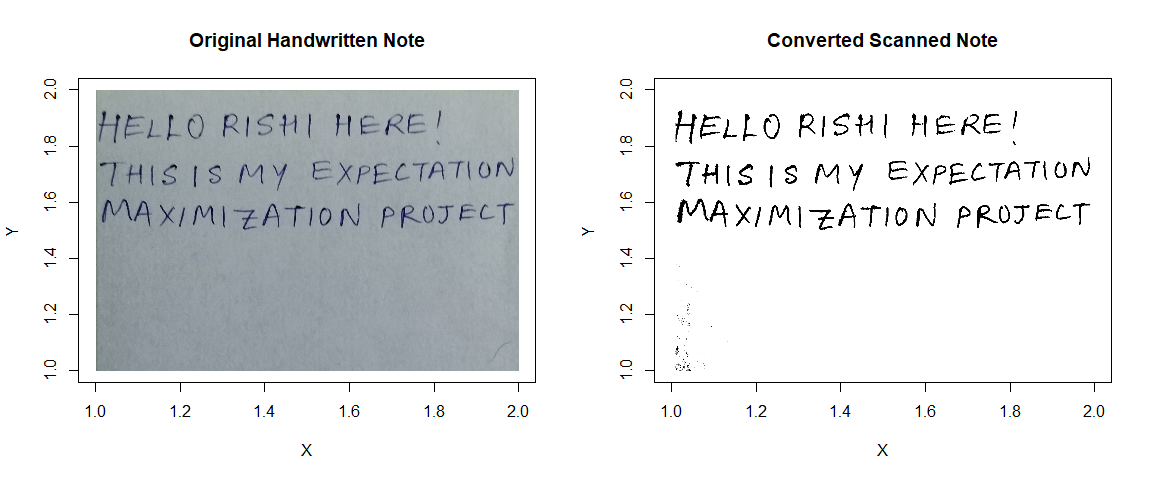 Original Handwritten Note
2.0
1.8
1.6
1.4
1.2
1.0
Y
HELLO RISHI HERE!
THIS IS MY EXPECTATION
MAXIMIZATION PROJECT
1.0 1.2 1.4 1.6 1.8 2.0
X
Converted Scanned Note
2.0
1.8
1.6
1.4
1.2
1.0
Y
HELLO RISHI HERE!
THIS IS MY EXPECTATION
MAXIMIZATION PROJECT
1.0 1.2 1.4 1.6 1.8 2.0
X